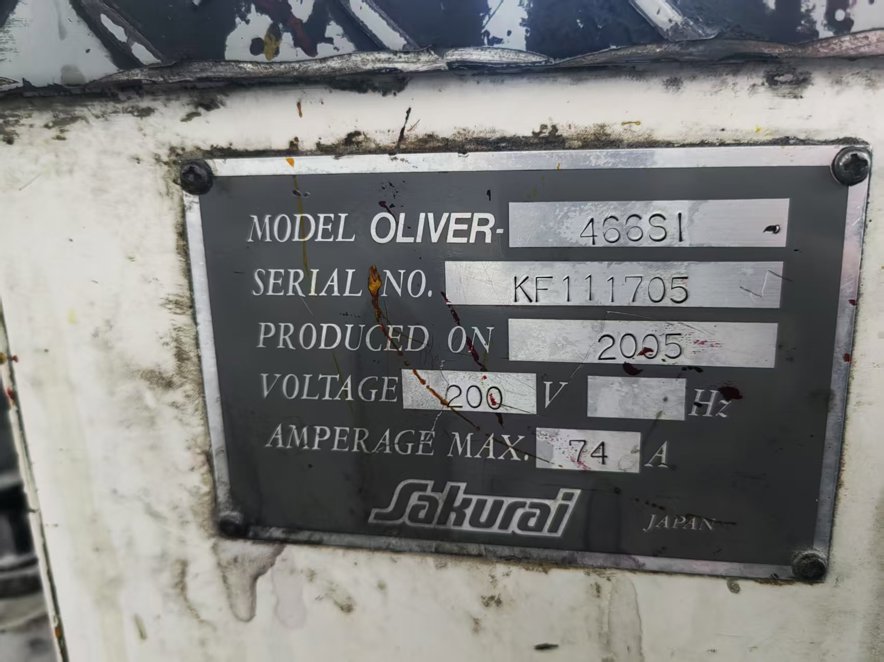 MODEL OLIVER- 466SI
SERIAL NO. KF111705
PRODUCED ON 2005
VOLTAGE 200 V Hz
AMPERAGE MAX. 74 A
Sakurai JAPAN